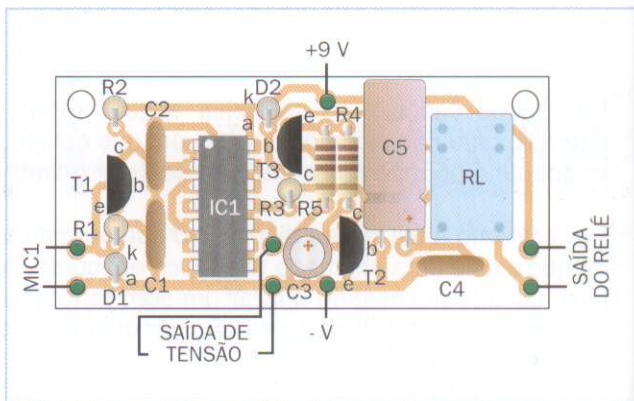 +9 V
R2
C2
k
D2
a
e
R4
c
b
T3
C5
T1
b
e
IC1
c
R3
R5
RL
R1
c
+
+
b
k
MIC1
a
D1
C1
C3
e
T2
C4
SAÍDA
DO RELÉ
SAÍDA DE
TENSÃO
- V